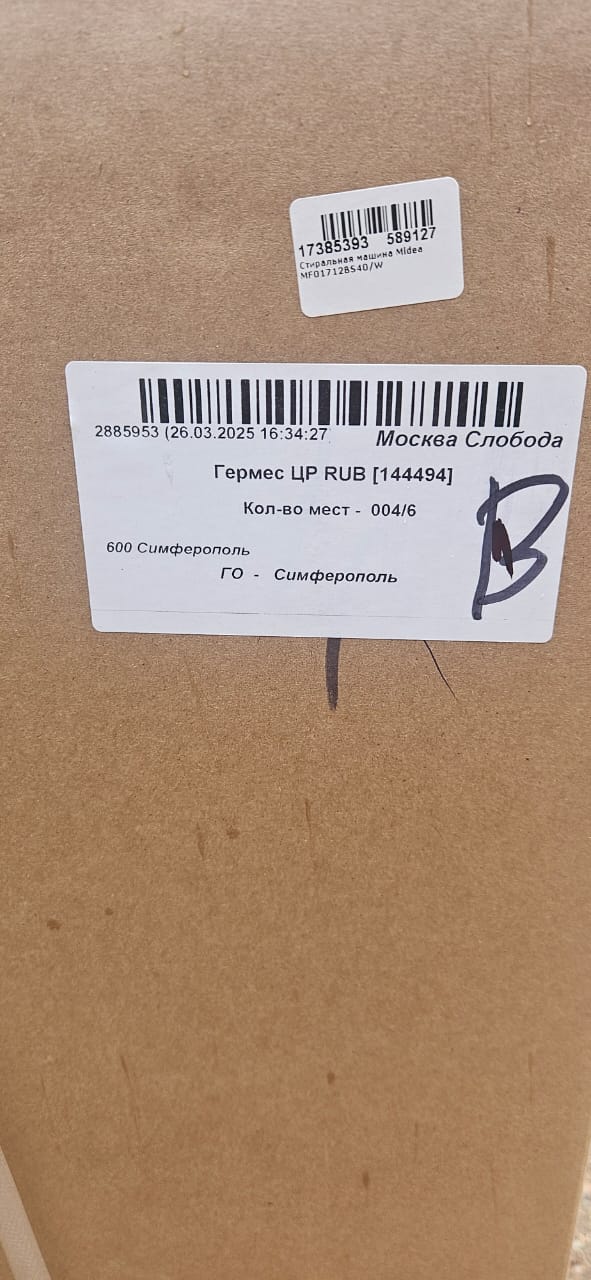 17385393 589127
Стиральная машина Midea
MF01712BS40/W
2885953 (26.03.2025 16:34:27
Москва Слобода
Гермес ЦР RUB [144494]
Кол-во мест - 004/6
600 Симферополь
ГО - Симферополь
В